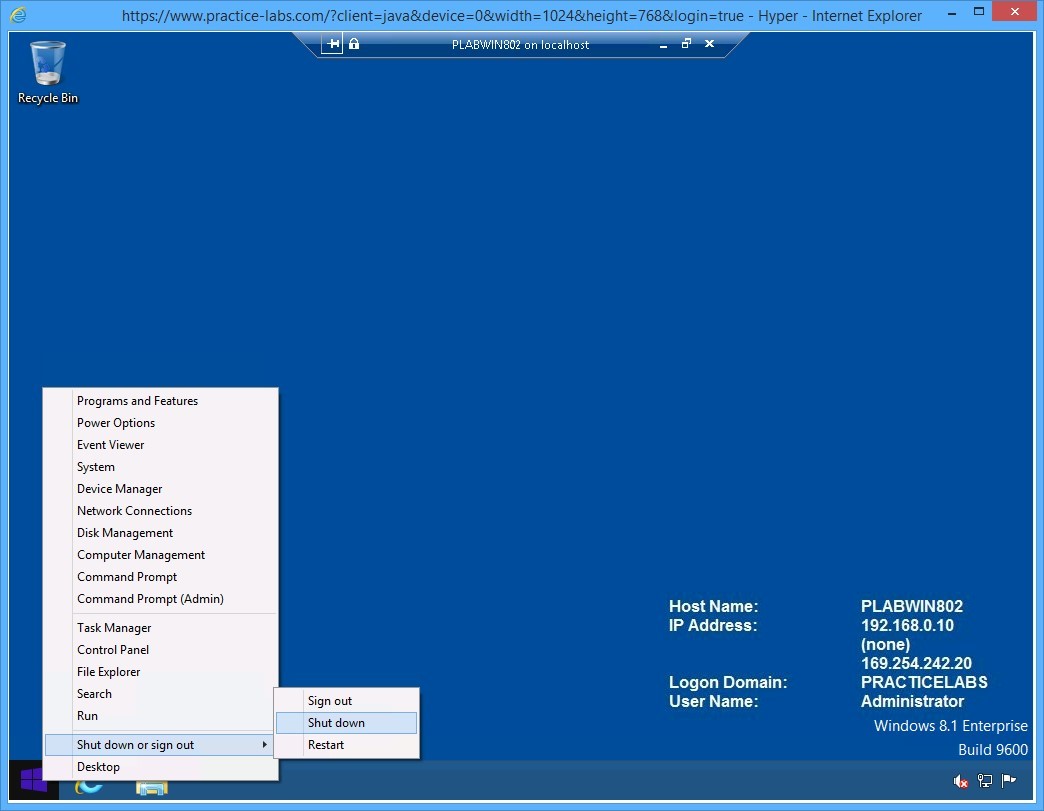 https://www.practice-labs.com/?client=java&device=0&width=1024&height=768&login=true - Hyper - Internet Explorer
PLABWIN802 on localhost
Recycle Bin
Programs and Features
Power Options
Event Viewer
System
Device Manager
Network Connections
Disk Management
Computer Management
Command Prompt
Command Prompt (Admin)
Task Manager
Control Panel
File Explorer
Search
Run
Shut down or sign out
Desktop
Sign out
Shut down
Restart
Host Name: PLABWIN802
IP Address: 192.168.0.10
(none)
169.254.242.20
Logon Domain: PRACTICELABS
User Name: Administrator
Windows 8.1 Enterprise
Build 9600